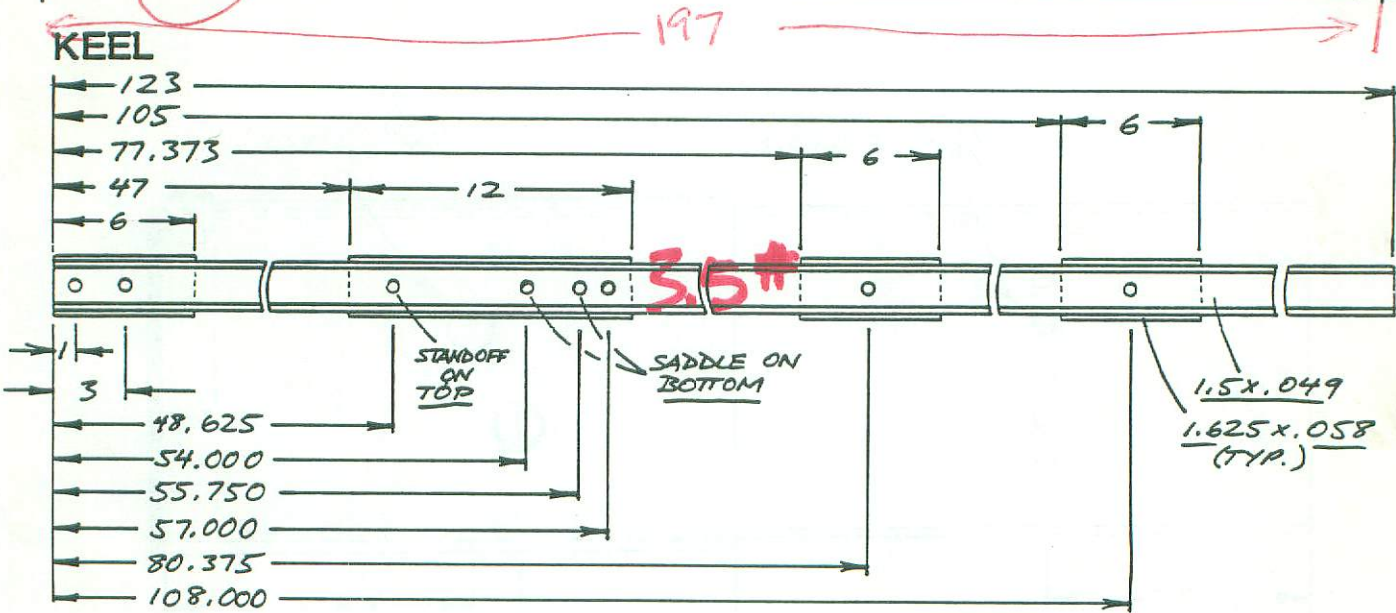 197
KEEL
123
105
6
77.373
6
47
12
6
3.5#
1
3
STANDOFF
ON
TOP
SADDLE ON
BOTTOM
1.5 x .049
1.625 x .058
(TYP.)
48.625
54.000
55.750
57.000
80.375
108.000